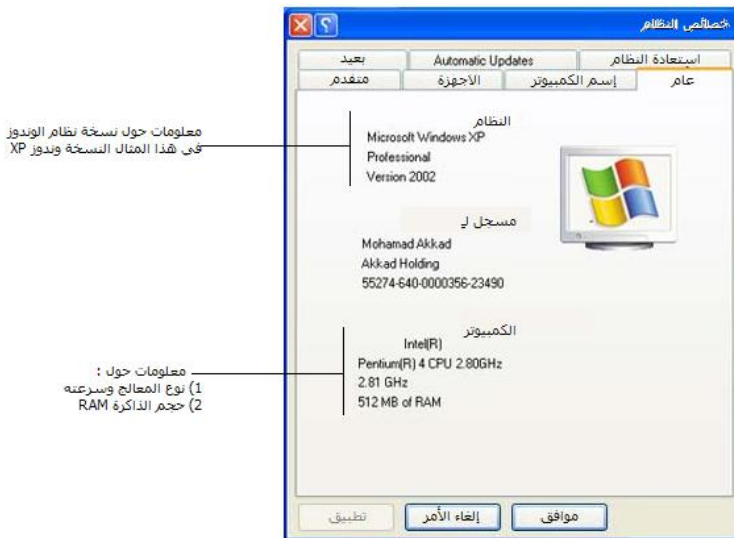 خصائص النظام
استعادة النظام
Automatic Updates
بعيد
عام
إسم الكمبيوتر
الاجهزة
متقدم
النظام
Microsoft Windows XP
Professional
Version 2002
معلومات حول نسخة نظام الوندوز
في هذا المثال النسخة وندوز XP
مسجل لـ
Mohamad Akkad
Akkad Holding
55274-640-0000356-23490
الكمبيوتر
Intel(R)
Pentium(R) 4 CPU 2.80GHz
2.81 GHz
512 MB of RAM
معلومات حول :
1) نوع المعالج وسرعته
2) حجم الذاكرة RAM
موافق
إلغاء الأمر
تطبيق